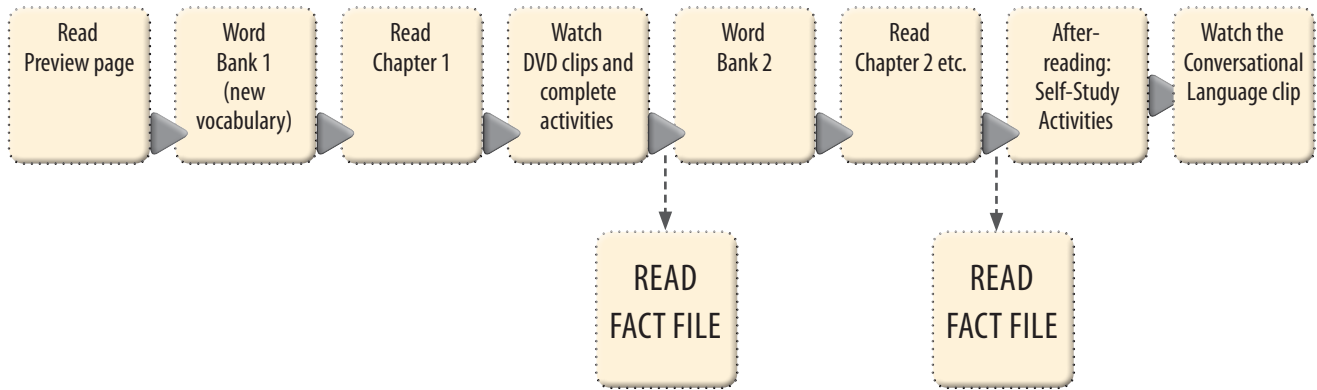 Read
Preview page
Word
Bank 1
(new
vocabulary)
Read
Chapter 1
Watch
DVD clips and
complete
activities
Word
Bank 2
Read
Chapter 2 etc.
After-
reading:
Self-Study
Activities
Watch the
Conversational
Language clip
READ
FACT FILE
READ
FACT FILE